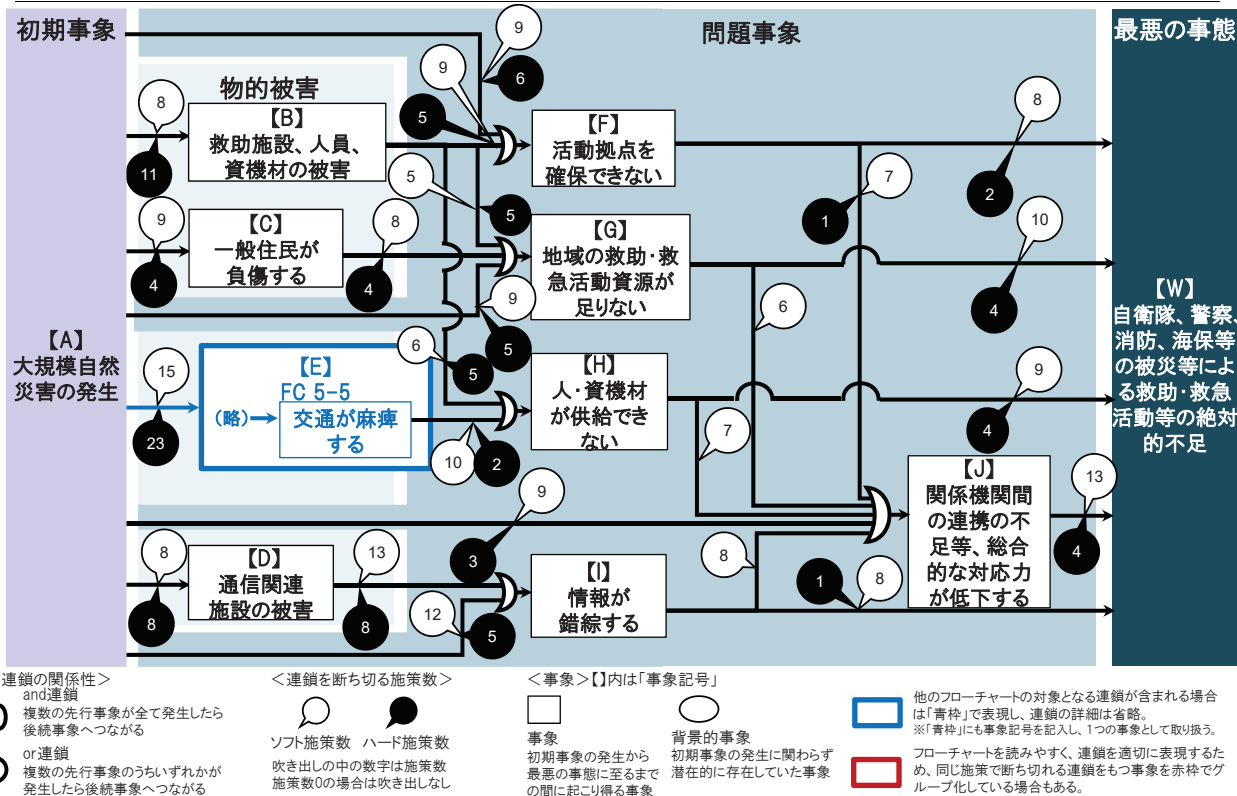 初期事象
問題事象
最悪の事態
物的被害
【A】
大規模自然
災害の発生
8
11
【B】
救助施設、人員、
資機材の被害
9
4
【C】
一般住民が
負傷する
8
4
15
23
【E】
FC 5-5
(略)
交通が麻痺
する
8
8
【D】
通信関連
施設の被害
13
8
9
6
9
5
5
5
9
5
6
5
10
2
9
3
12
5
【F】
活動拠点を
確保できない
【G】
地域の救助・救
急活動資源が
足りない
【H】
人・資機材
が供給でき
ない
【I】
情報が
錯綜する
7
1
6
7
8
1
8
8
2
10
4
9
4
【J】
関係機関間
の連携の不
足等、総合
的な対応力
が低下する
13
4
【W】
自衛隊、警察、
消防、海保等
の被災等によ
る救助・救急
活動等の絶対
的不足
連鎖の関係性>
and連鎖
複数の先行事象が全て発生したら
後続事象へつながる
or連鎖
複数の先行事象のうちいずれかが
発生したら後続事象へつながる
<連鎖を断ち切る施策数>
ソフト施策数 ハード施策数
吹き出しの中の数字は施策数
施策数0の場合は吹き出しなし
<事象>【】内は「事象記号」
事象
初期事象の発生から
最悪の事態に至るまで
の間に起こり得る事象
背景的事象
初期事象の発生に関わらず
潜在的に存在していた事象
他のフローチャートの対象となる連鎖が含まれる場合
は「青枠」で表現し、連鎖の詳細は省略。
※「青枠」にも事象記号を記入し、1つの事象として取り扱う。
フローチャートを読みやすく、連鎖を適切に表現するた
め、同じ施策で断ち切れる連鎖をもつ事象を赤枠でグ
ループ化している場合もある。